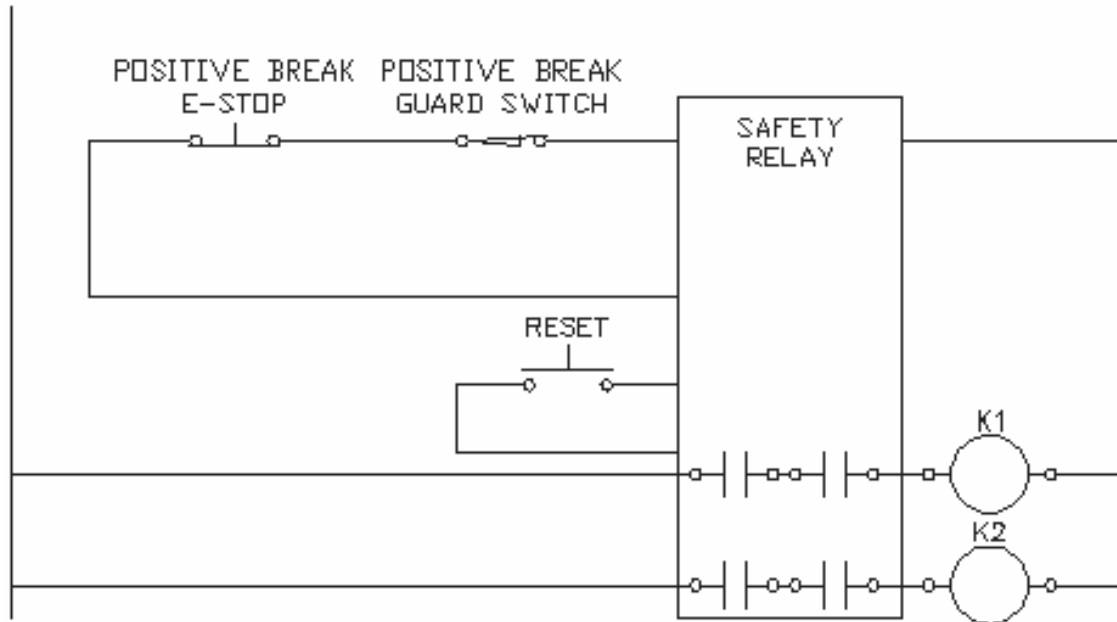 POSITIVE BREAK
E-STOP
POSITIVE BREAK
GUARD SWITCH
SAFETY
RELAY
RESET
K1
K2